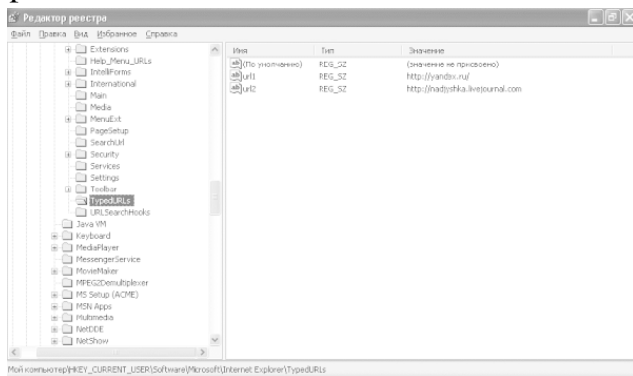 Редактор реестра
Файл Правка Вид Избранное Справка
Extensions
Help_Menu_URLs
IntelliForms
International
Main
Media
MenuExt
PageSetup
SearchUrl
Security
Services
Settings
Toolbar
TypedURLs
URLSearchHooks
Java VM
Keyboard
MediaPlayer
MessengerService
MovieMaker
MPEG2Demultiplexer
MS Setup (ACME)
MSN Apps
Multimedia
NetDDE
NetShow
Имя Тип Значение
(По умолчанию) REG_SZ (значение не присвоено)
url1 REG_SZ http://yandex.ru/
url2 REG_SZ http://nadjyshka.livejournal.com
Мой компьютер\HKEY_CURRENT_USER\Software\Microsoft\Internet Explorer\TypedURLs